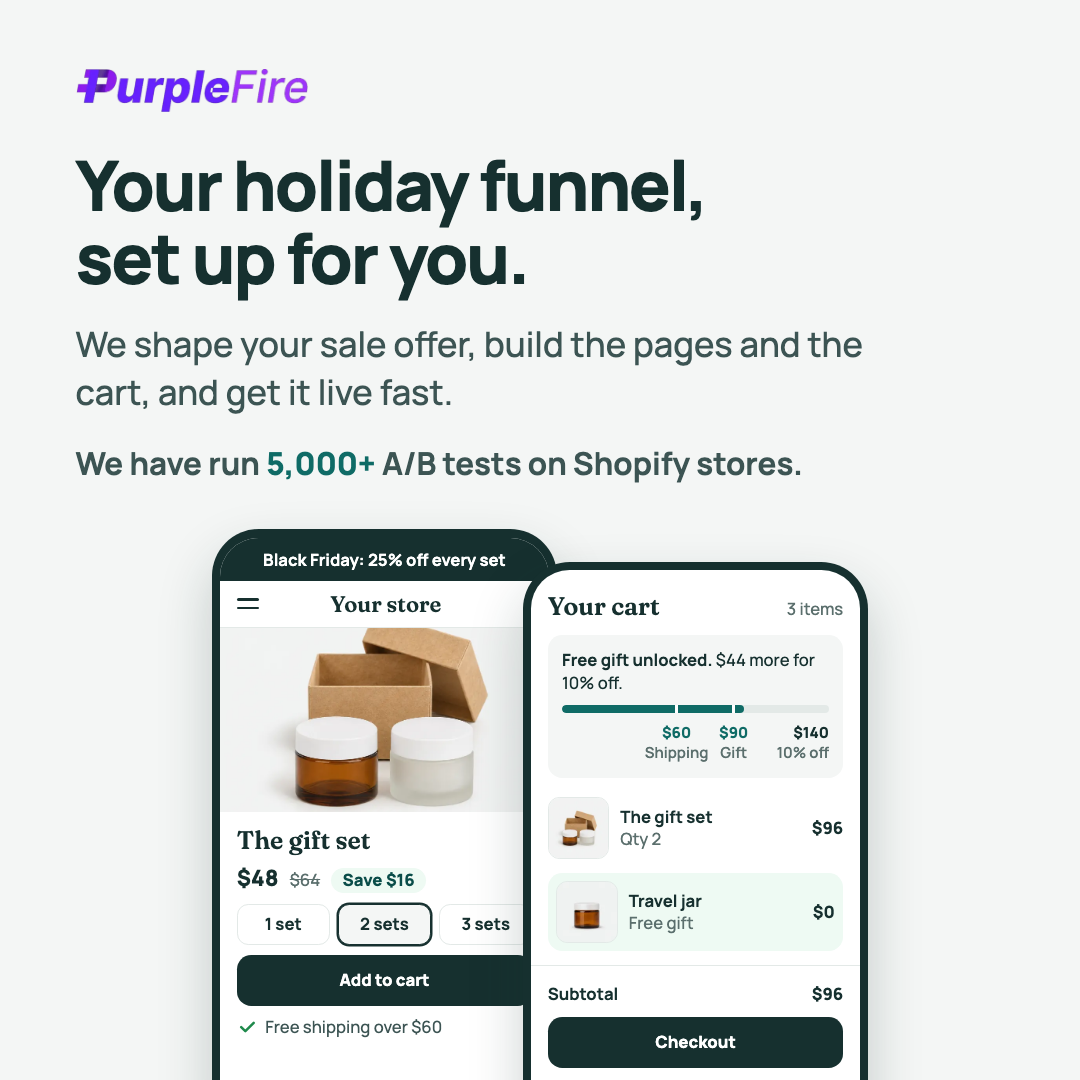 PurpleFire
Your holiday funnel,
set up for you.
We shape your sale offer, build the pages and the
cart, and get it live fast.
We have run 5,000+ A/B tests on Shopify stores.
Black Friday: 25% off every set
Your store
The gift set
$48 $64 Save $16
1 set 2 sets 3 sets
Add to cart
Free shipping over $60
Your cart 3 items
Free gift unlocked. $44 more for
10% off.
$60 $90 $140
Shipping Gift 10% off
The gift set
Qty 2
$96
Travel jar
Free gift
$0
Subtotal $96
Checkout